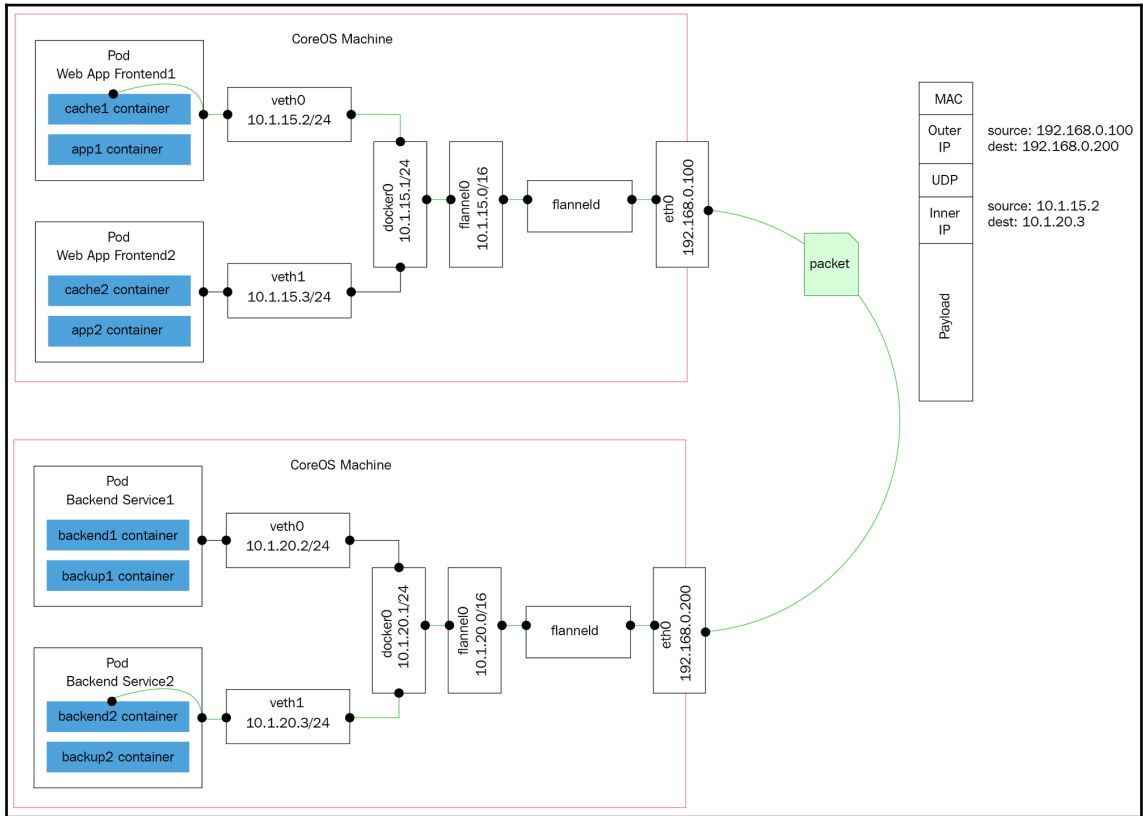 CoreOS Machine
Pod
Web App Frontend1
cache1 container
app1 container
veth0
10.1.15.2/24
Pod
Web App Frontend2
cache2 container
app2 container
veth1
10.1.15.3/24
docker0
10.1.15.1/24
flannel0
10.1.15.0/16
flanneld
eth0
192.168.0.100
packet
MAC
Outer
IP
source: 192.168.0.100
dest: 192.168.0.200
UDP
Inner
IP
source: 10.1.15.2
dest: 10.1.20.3
Payload
CoreOS Machine
Pod
Backend Service1
backend1 container
backup1 container
veth0
10.1.20.2/24
Pod
Backend Service2
backend2 container
backup2 container
veth1
10.1.20.3/24
docker0
10.1.20.1/24
flannel0
10.1.20.0/16
flanneld
eth0
192.168.0.200